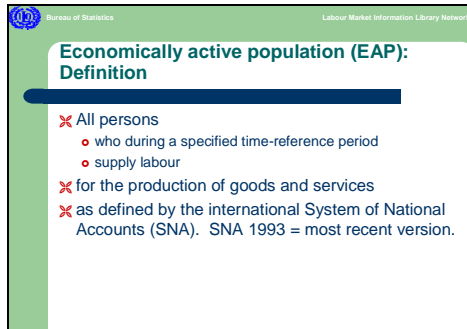 Bureau of Statistics
Labour Market Information Library Network
Economically active population (EAP):
Definition
All persons
who during a specified time-reference period
supply labour
for the production of goods and services
as defined by the international System of National
Accounts (SNA). SNA 1993 = most recent version.